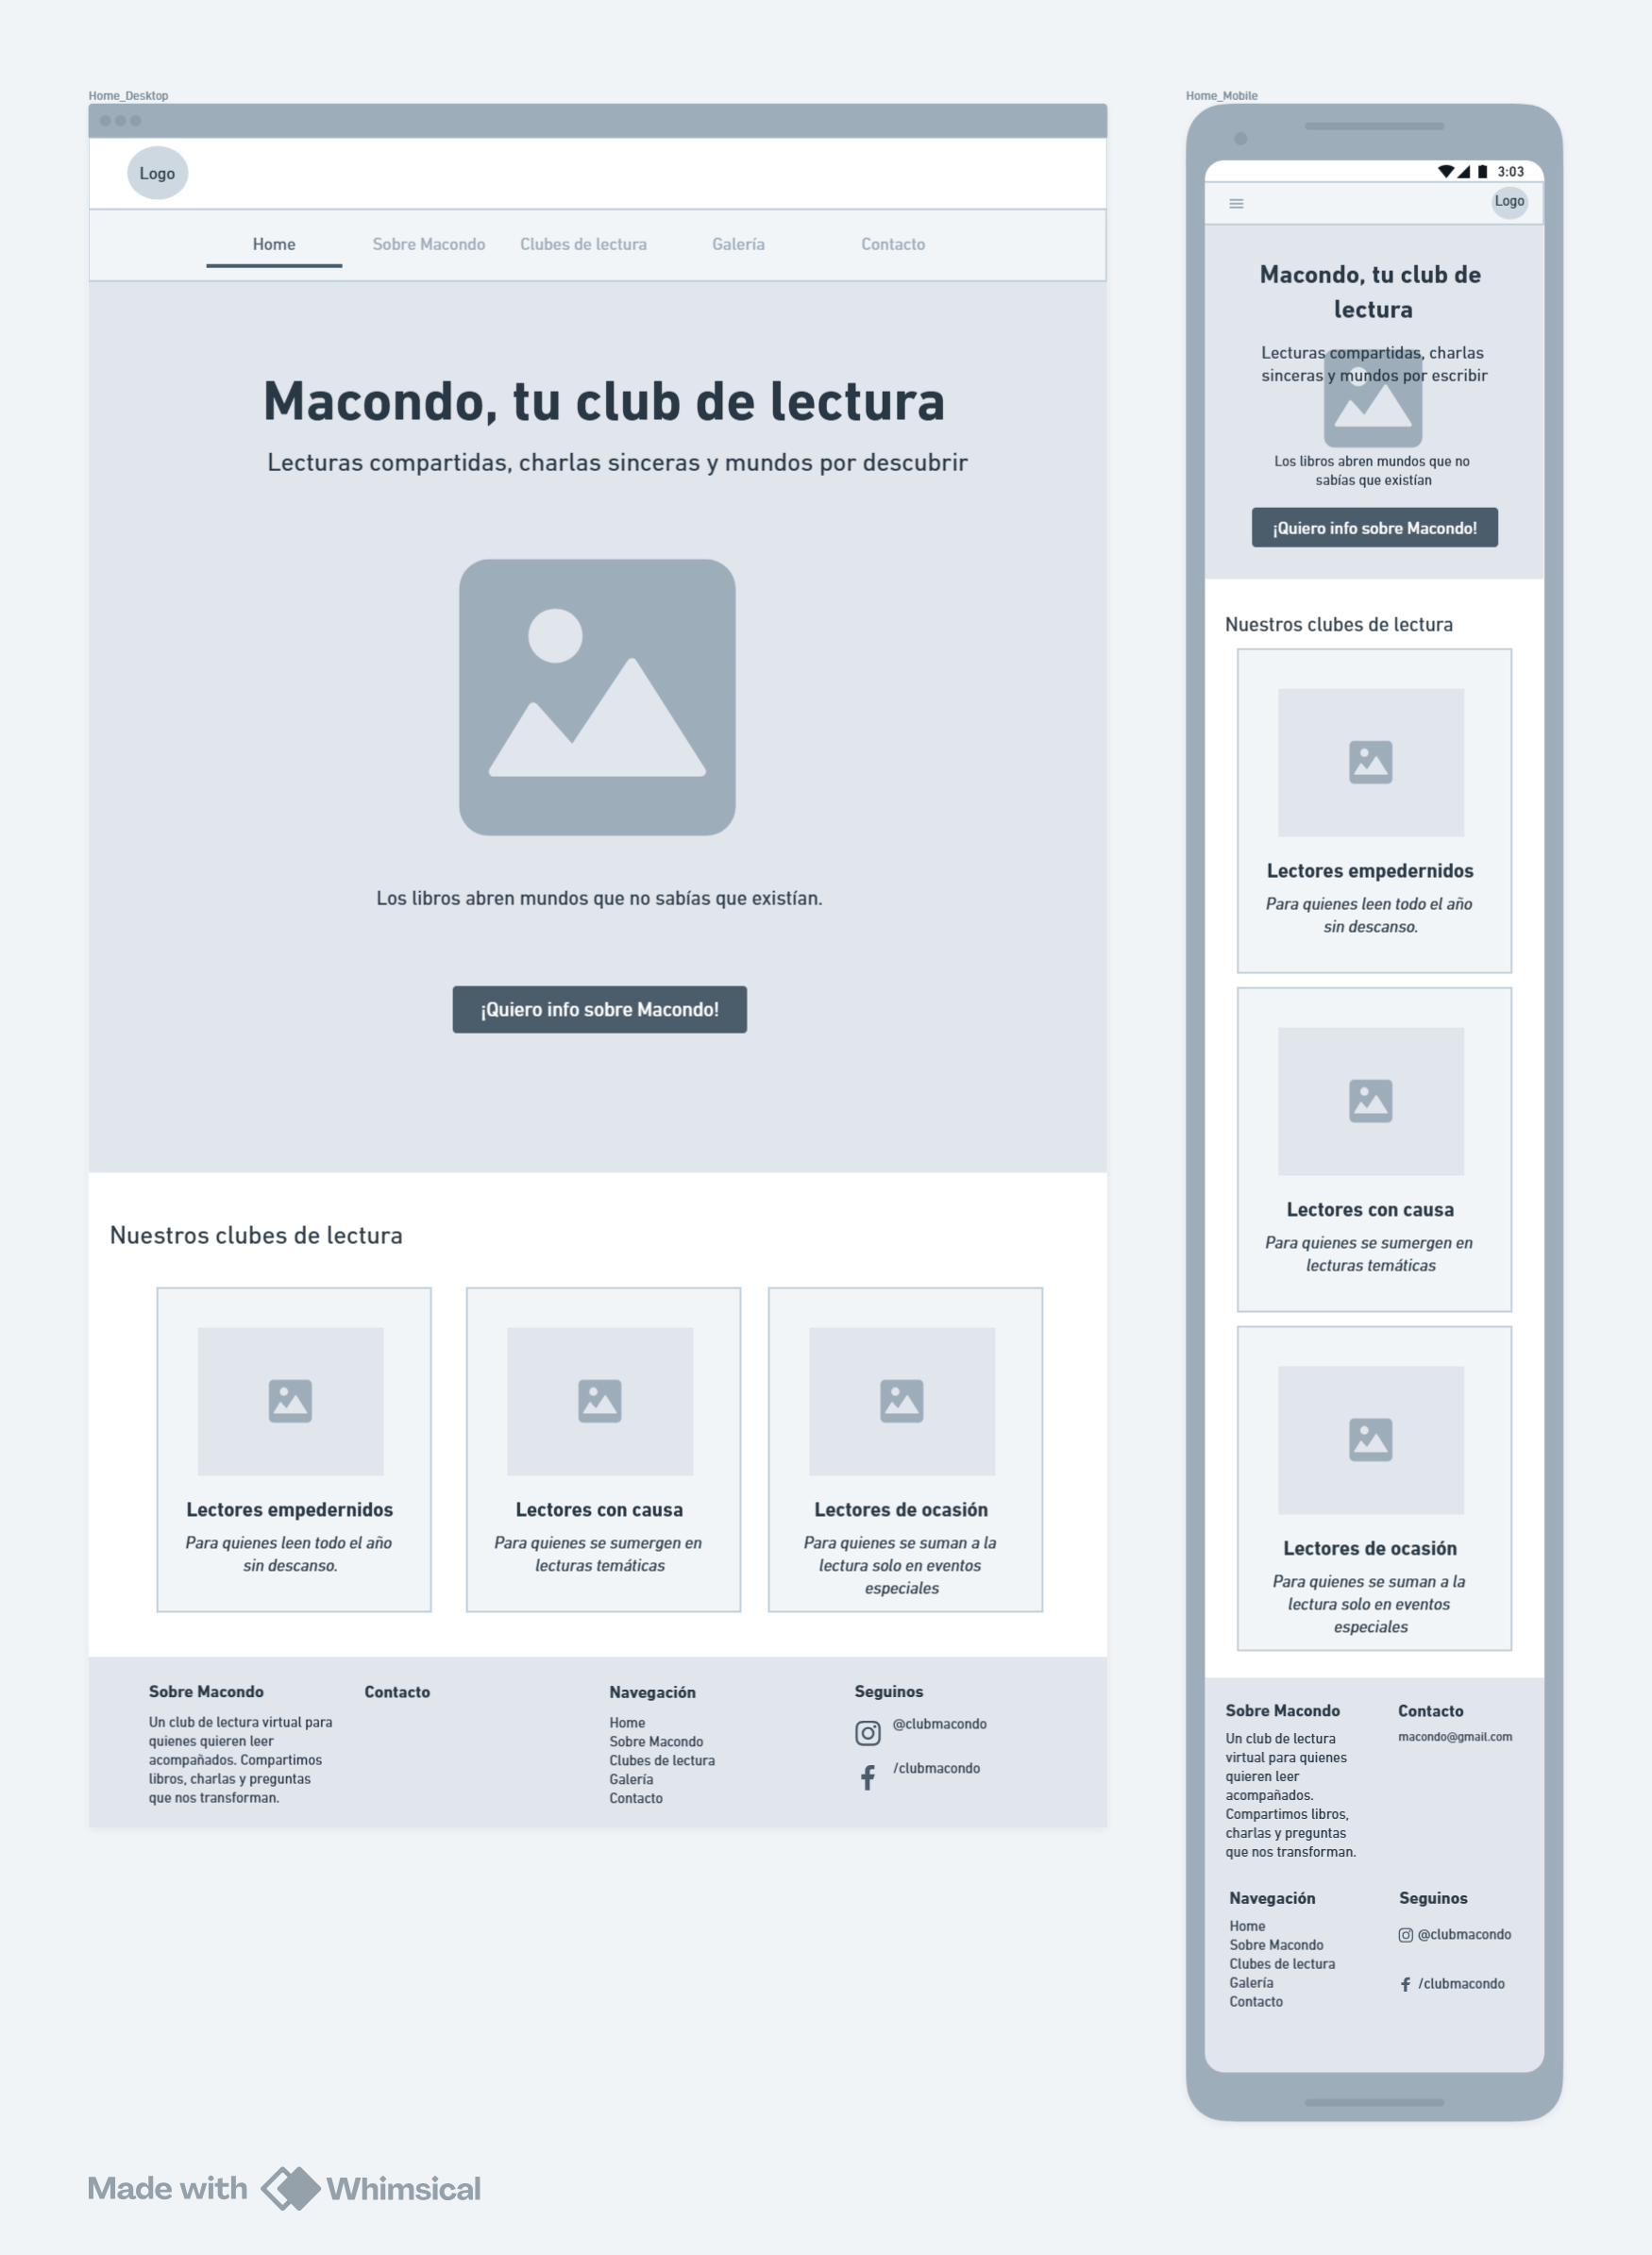 Home_Desktop
Logo
Home
Sobre Macondo
Clubes de lectura
Galería
Contacto
Macondo, tu club de lectura
Lecturas compartidas, charlas sinceras y mundos por descubrir
Los libros abren mundos que no sabías que existían.
¡Quiero info sobre Macondo!
Nuestros clubes de lectura
Lectores empedernidos
Para quienes leen todo el año
sin descanso.
Lectores con causa
Para quienes se sumergen en
lecturas temáticas
Lectores de ocasión
Para quienes se suman a la
lectura solo en eventos
especiales
Sobre Macondo
Un club de lectura virtual para
quienes quieren leer
acompañados. Compartimos
libros, charlas y preguntas
que nos transforman.
Contacto
Navegación
Home
Sobre Macondo
Clubes de lectura
Galería
Contacto
Seguinos
@clubmacondo
/clubmacondo
Home_Mobile
3:03
Logo
Macondo, tu club de
lectura
Lecturas compartidas, charlas
sinceras y mundos por escribir
Los libros abren mundos que no
sabías que existían
¡Quiero info sobre Macondo!
Nuestros clubes de lectura
Lectores empedernidos
Para quienes leen todo el año
sin descanso.
Lectores con causa
Para quienes se sumergen en
lecturas temáticas
Lectores de ocasión
Para quienes se suman a la
lectura solo en eventos
especiales
Sobre Macondo
Un club de lectura
virtual para quienes
quieren leer
acompañados.
Compartimos libros,
charlas y preguntas
que nos transforman.
Contacto
macondo@gmail.com
Navegación
Home
Sobre Macondo
Clubes de lectura
Galería
Contacto
Seguinos
@clubmacondo
/clubmacondo
Made with Whimsical